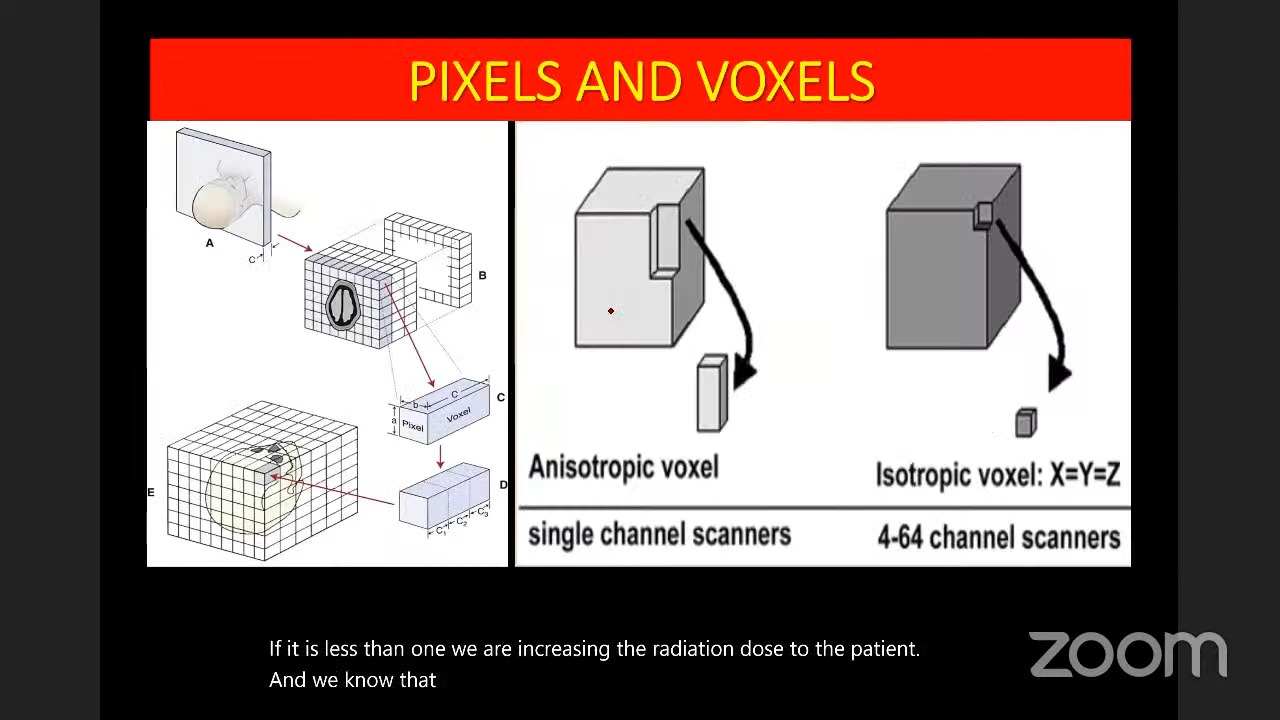 PIXELS AND VOXELS
A
C
B
C
D
C
a
Pixel
Voxel
D
C1
C2
C3
E
Anisotropic voxel
Isotropic voxel: X=Y=Z
single channel scanners
4-64 channel scanners
If it is less than one we are increasing the radiation dose to the patient.
And we know that
zoom